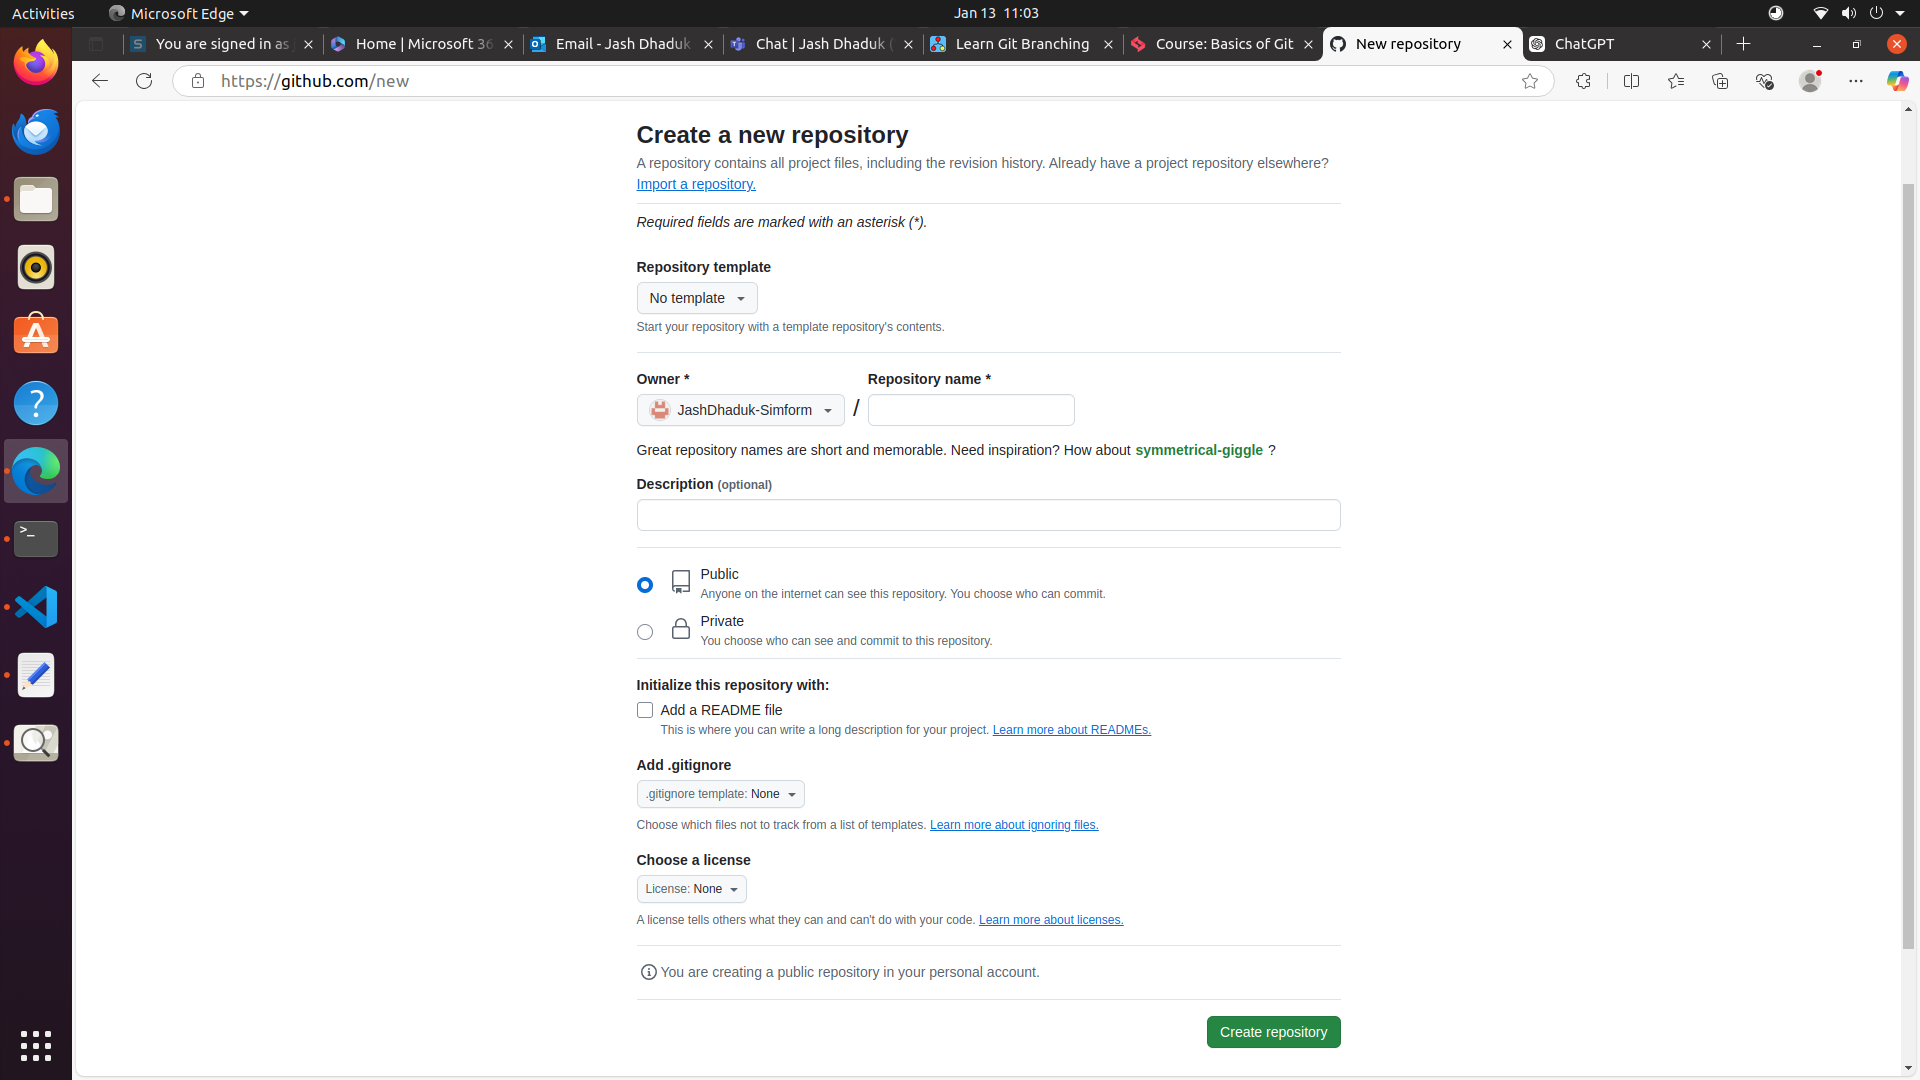 Activities
Microsoft Edge
Jan 13 11:03
You are signed in as
Home | Microsoft 36
Email - Jash Dhaduk
Chat | Jash Dhaduk (
Learn Git Branching
Course: Basics of Git
New repository
ChatGPT
https://github.com/new
Create a new repository
A repository contains all project files, including the revision history. Already have a project repository elsewhere?
Import a repository.
Required fields are marked with an asterisk (*).
Repository template
No template
Start your repository with a template repository's contents.
Owner *
Repository name *
JashDhaduk-Simform
/
Great repository names are short and memorable. Need inspiration? How about symmetrical-giggle ?
Description (optional)
Public
Anyone on the internet can see this repository. You choose who can commit.
Private
You choose who can see and commit to this repository.
Initialize this repository with:
Add a README file
This is where you can write a long description for your project. Learn more about READMEs.
Add .gitignore
.gitignore template: None
Choose which files not to track from a list of templates. Learn more about ignoring files.
Choose a license
License: None
A license tells others what they can and can't do with your code. Learn more about licenses.
You are creating a public repository in your personal account.
Create repository